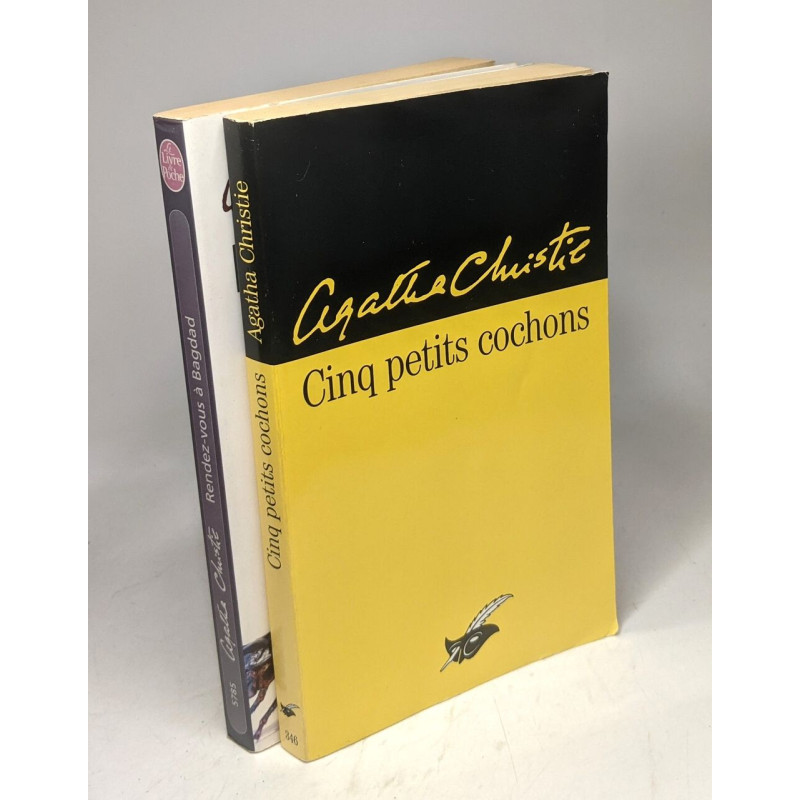 Le
Livre
de
Poche
Rendez-vous à Bagdad
Agatha Christie
5785
Agatha Christie
Cinq petits cochons
346
Agatha Christie
Cinq petits cochons